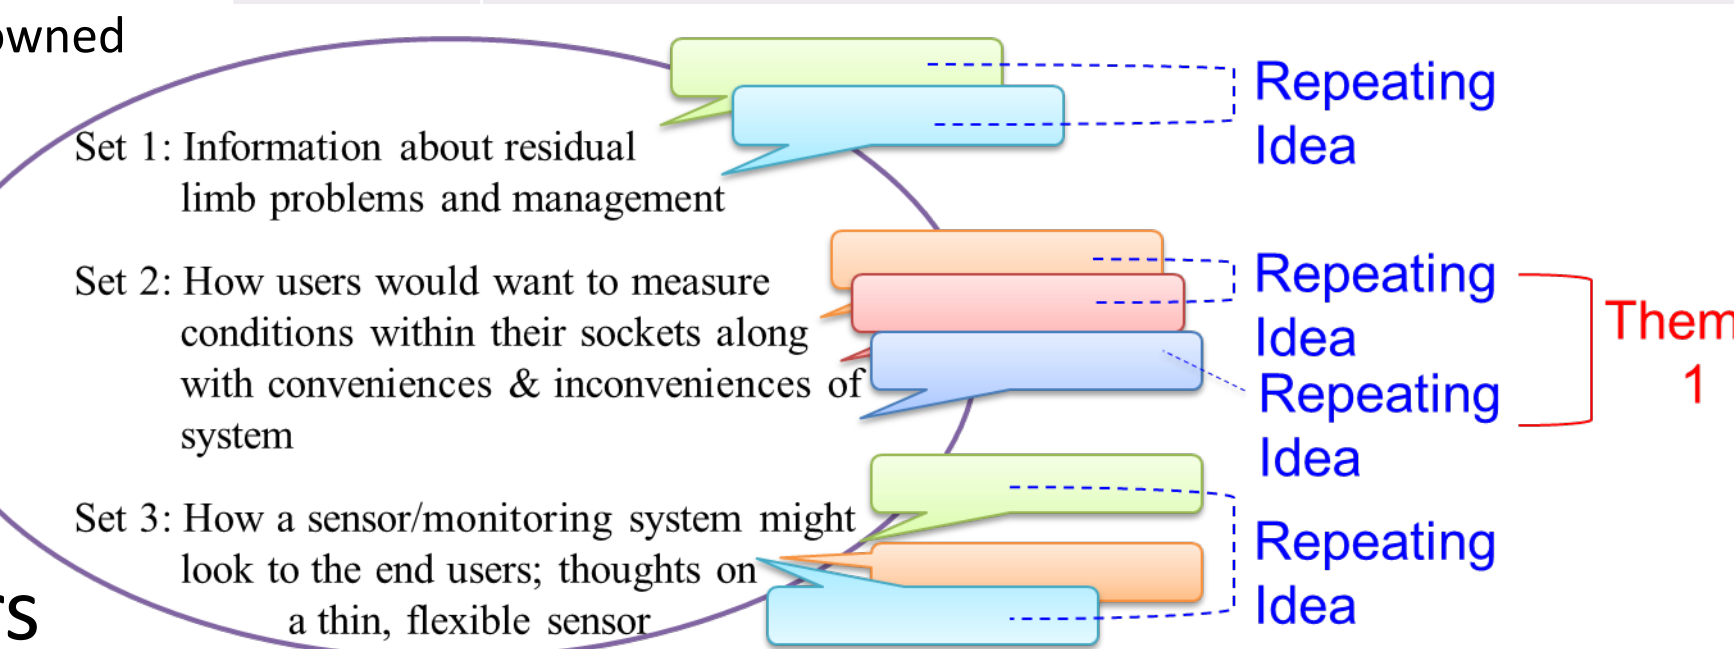 owned
Set 1: Information about residual
limb problems and management
Repeating
Idea
Set 2: How users would want to measure
conditions within their sockets along
with conveniences & inconveniences of
system
Repeating
Idea
Repeating
Idea
Them
1
Set 3: How a sensor/monitoring system might
look to the end users; thoughts on
a thin, flexible sensor
Repeating
Idea
rs